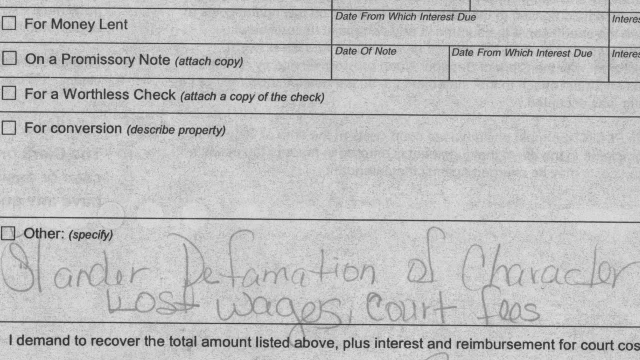 For Money Lent
Date From Which Interest Due
Interes
On a Promissory Note (attach copy)
Date Of Note
Date From Which Interest Due
Interes
For a Worthless Check (attach a copy of the check)
For conversion (describe property)
Other: (specify)
Slander, Defamation of Character
Lost wages, Court fees
I demand to recover the total amount listed above, plus interest and reimbursement for court cos